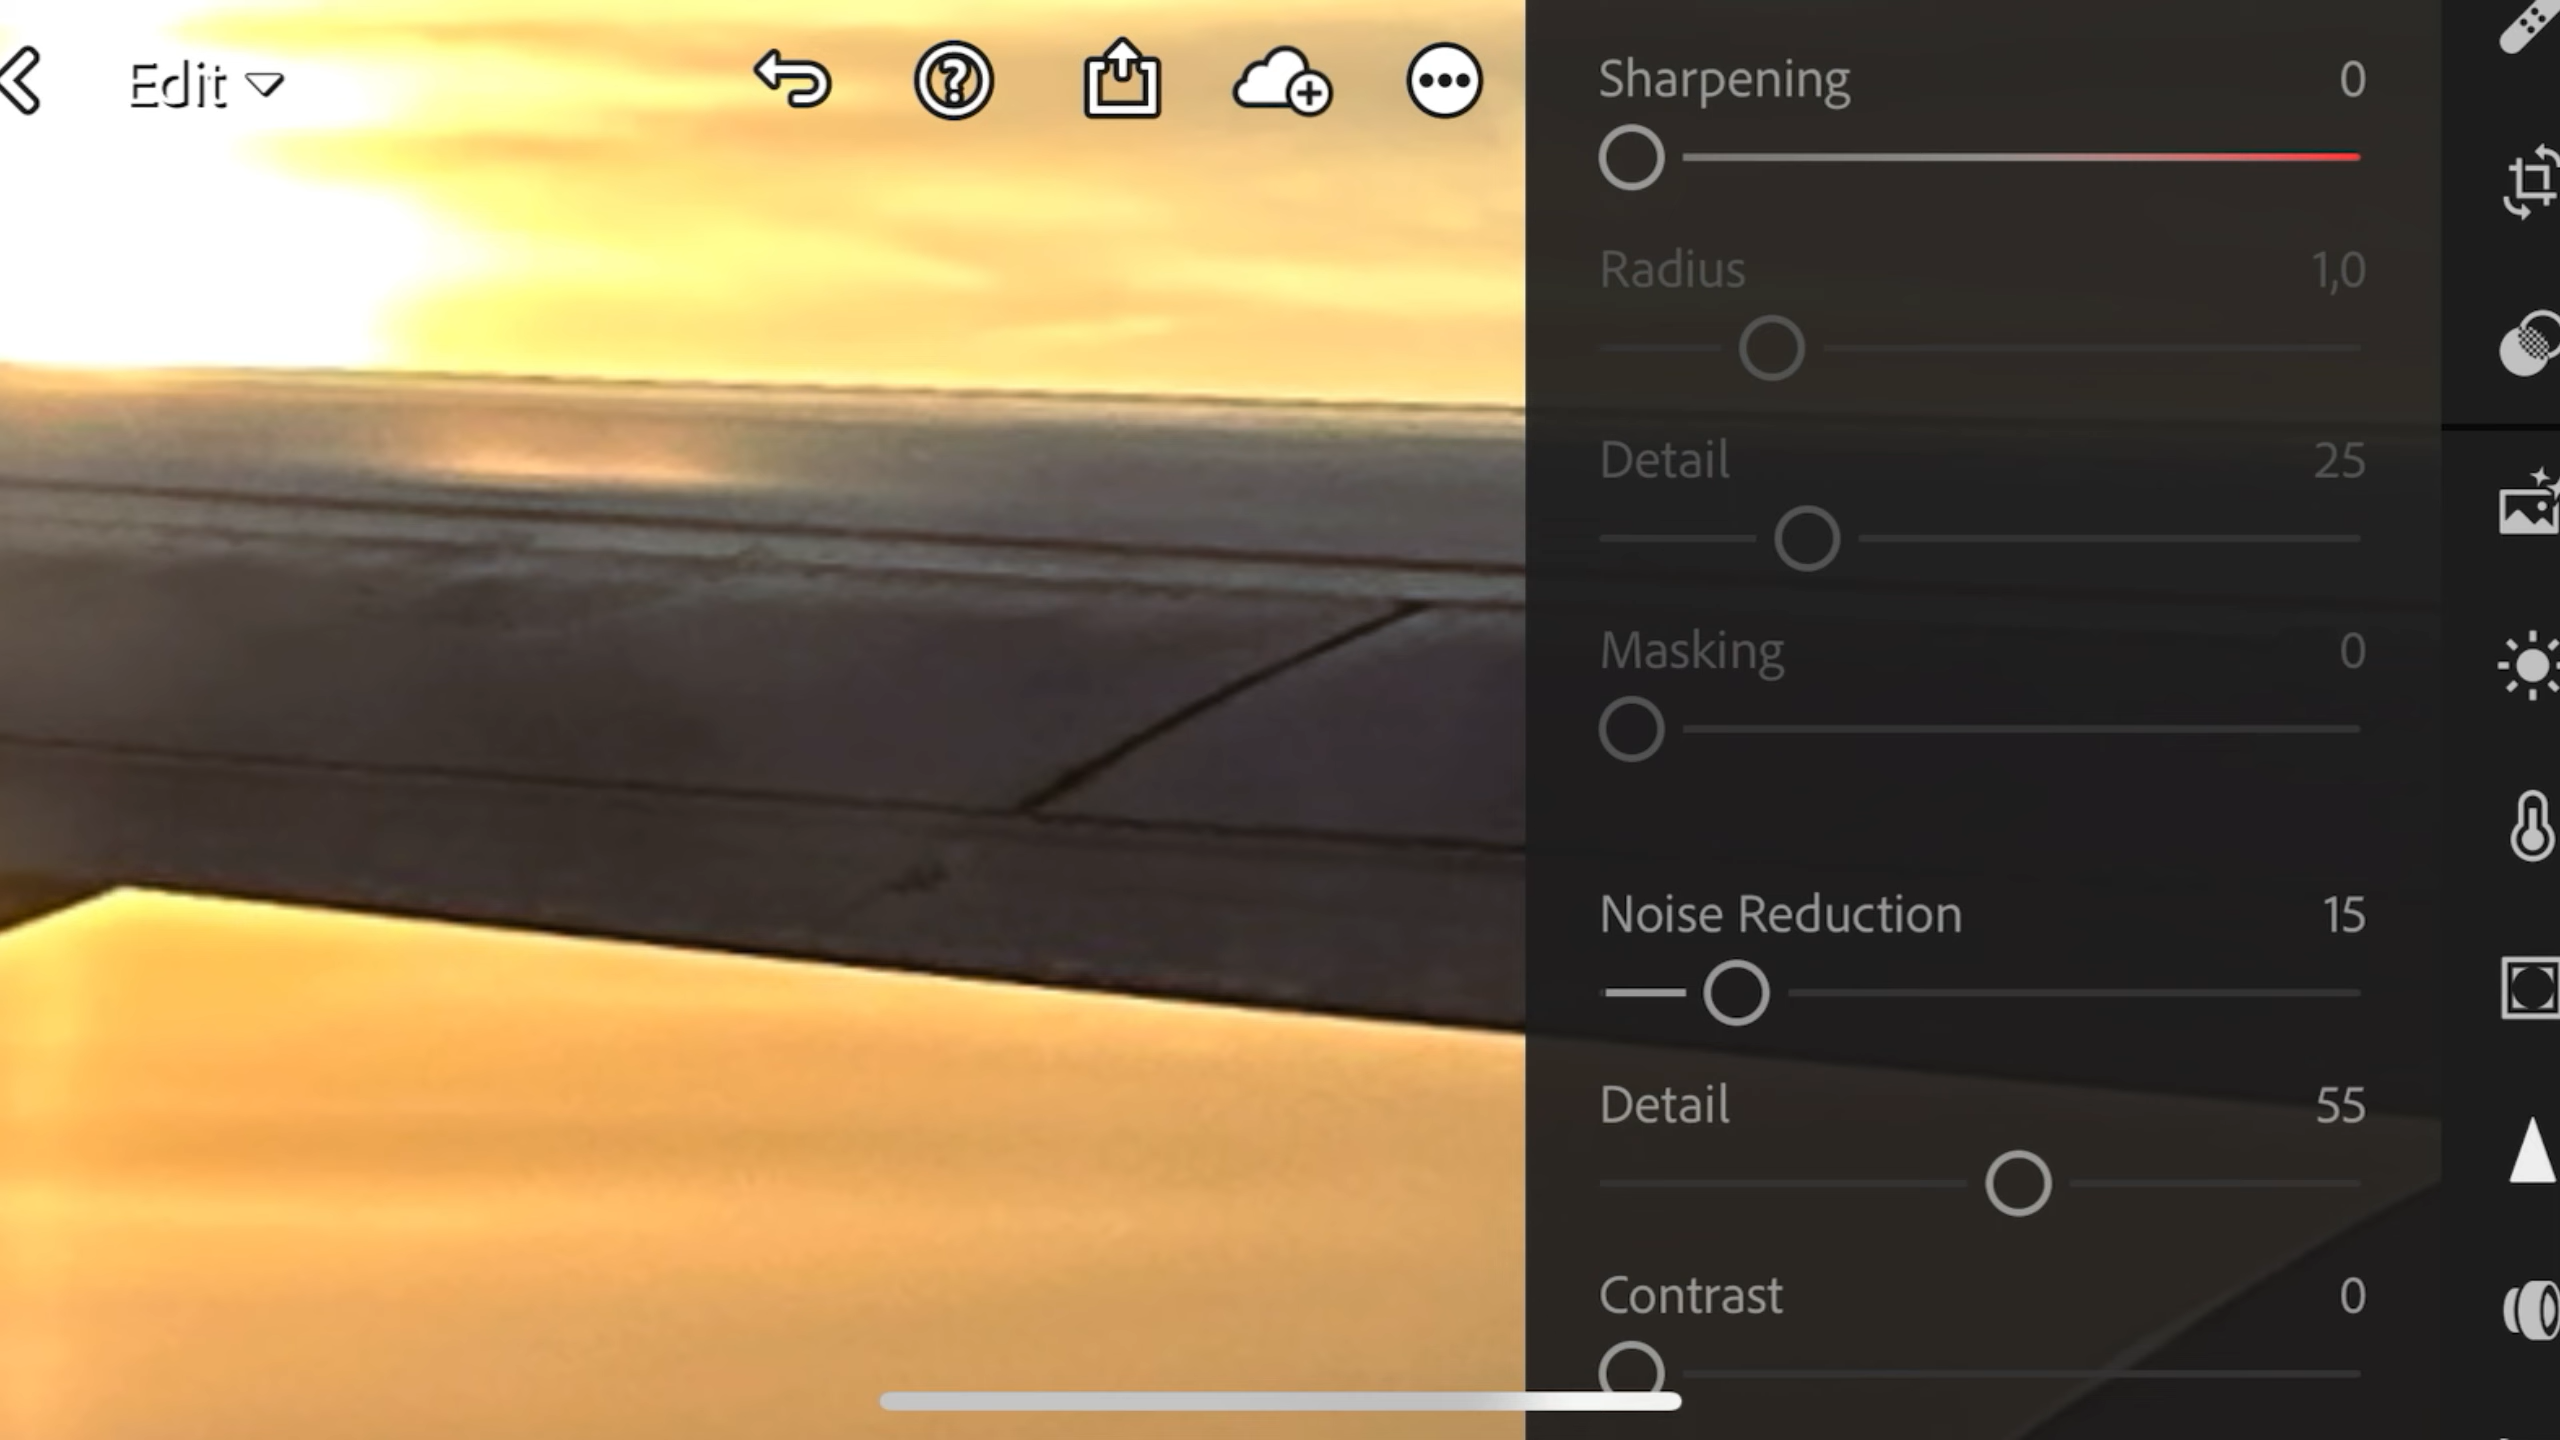 Edit
Sharpening 0
Radius 1,0
Detail 25
Masking 0
Noise Reduction 15
Detail 55
Contrast 0